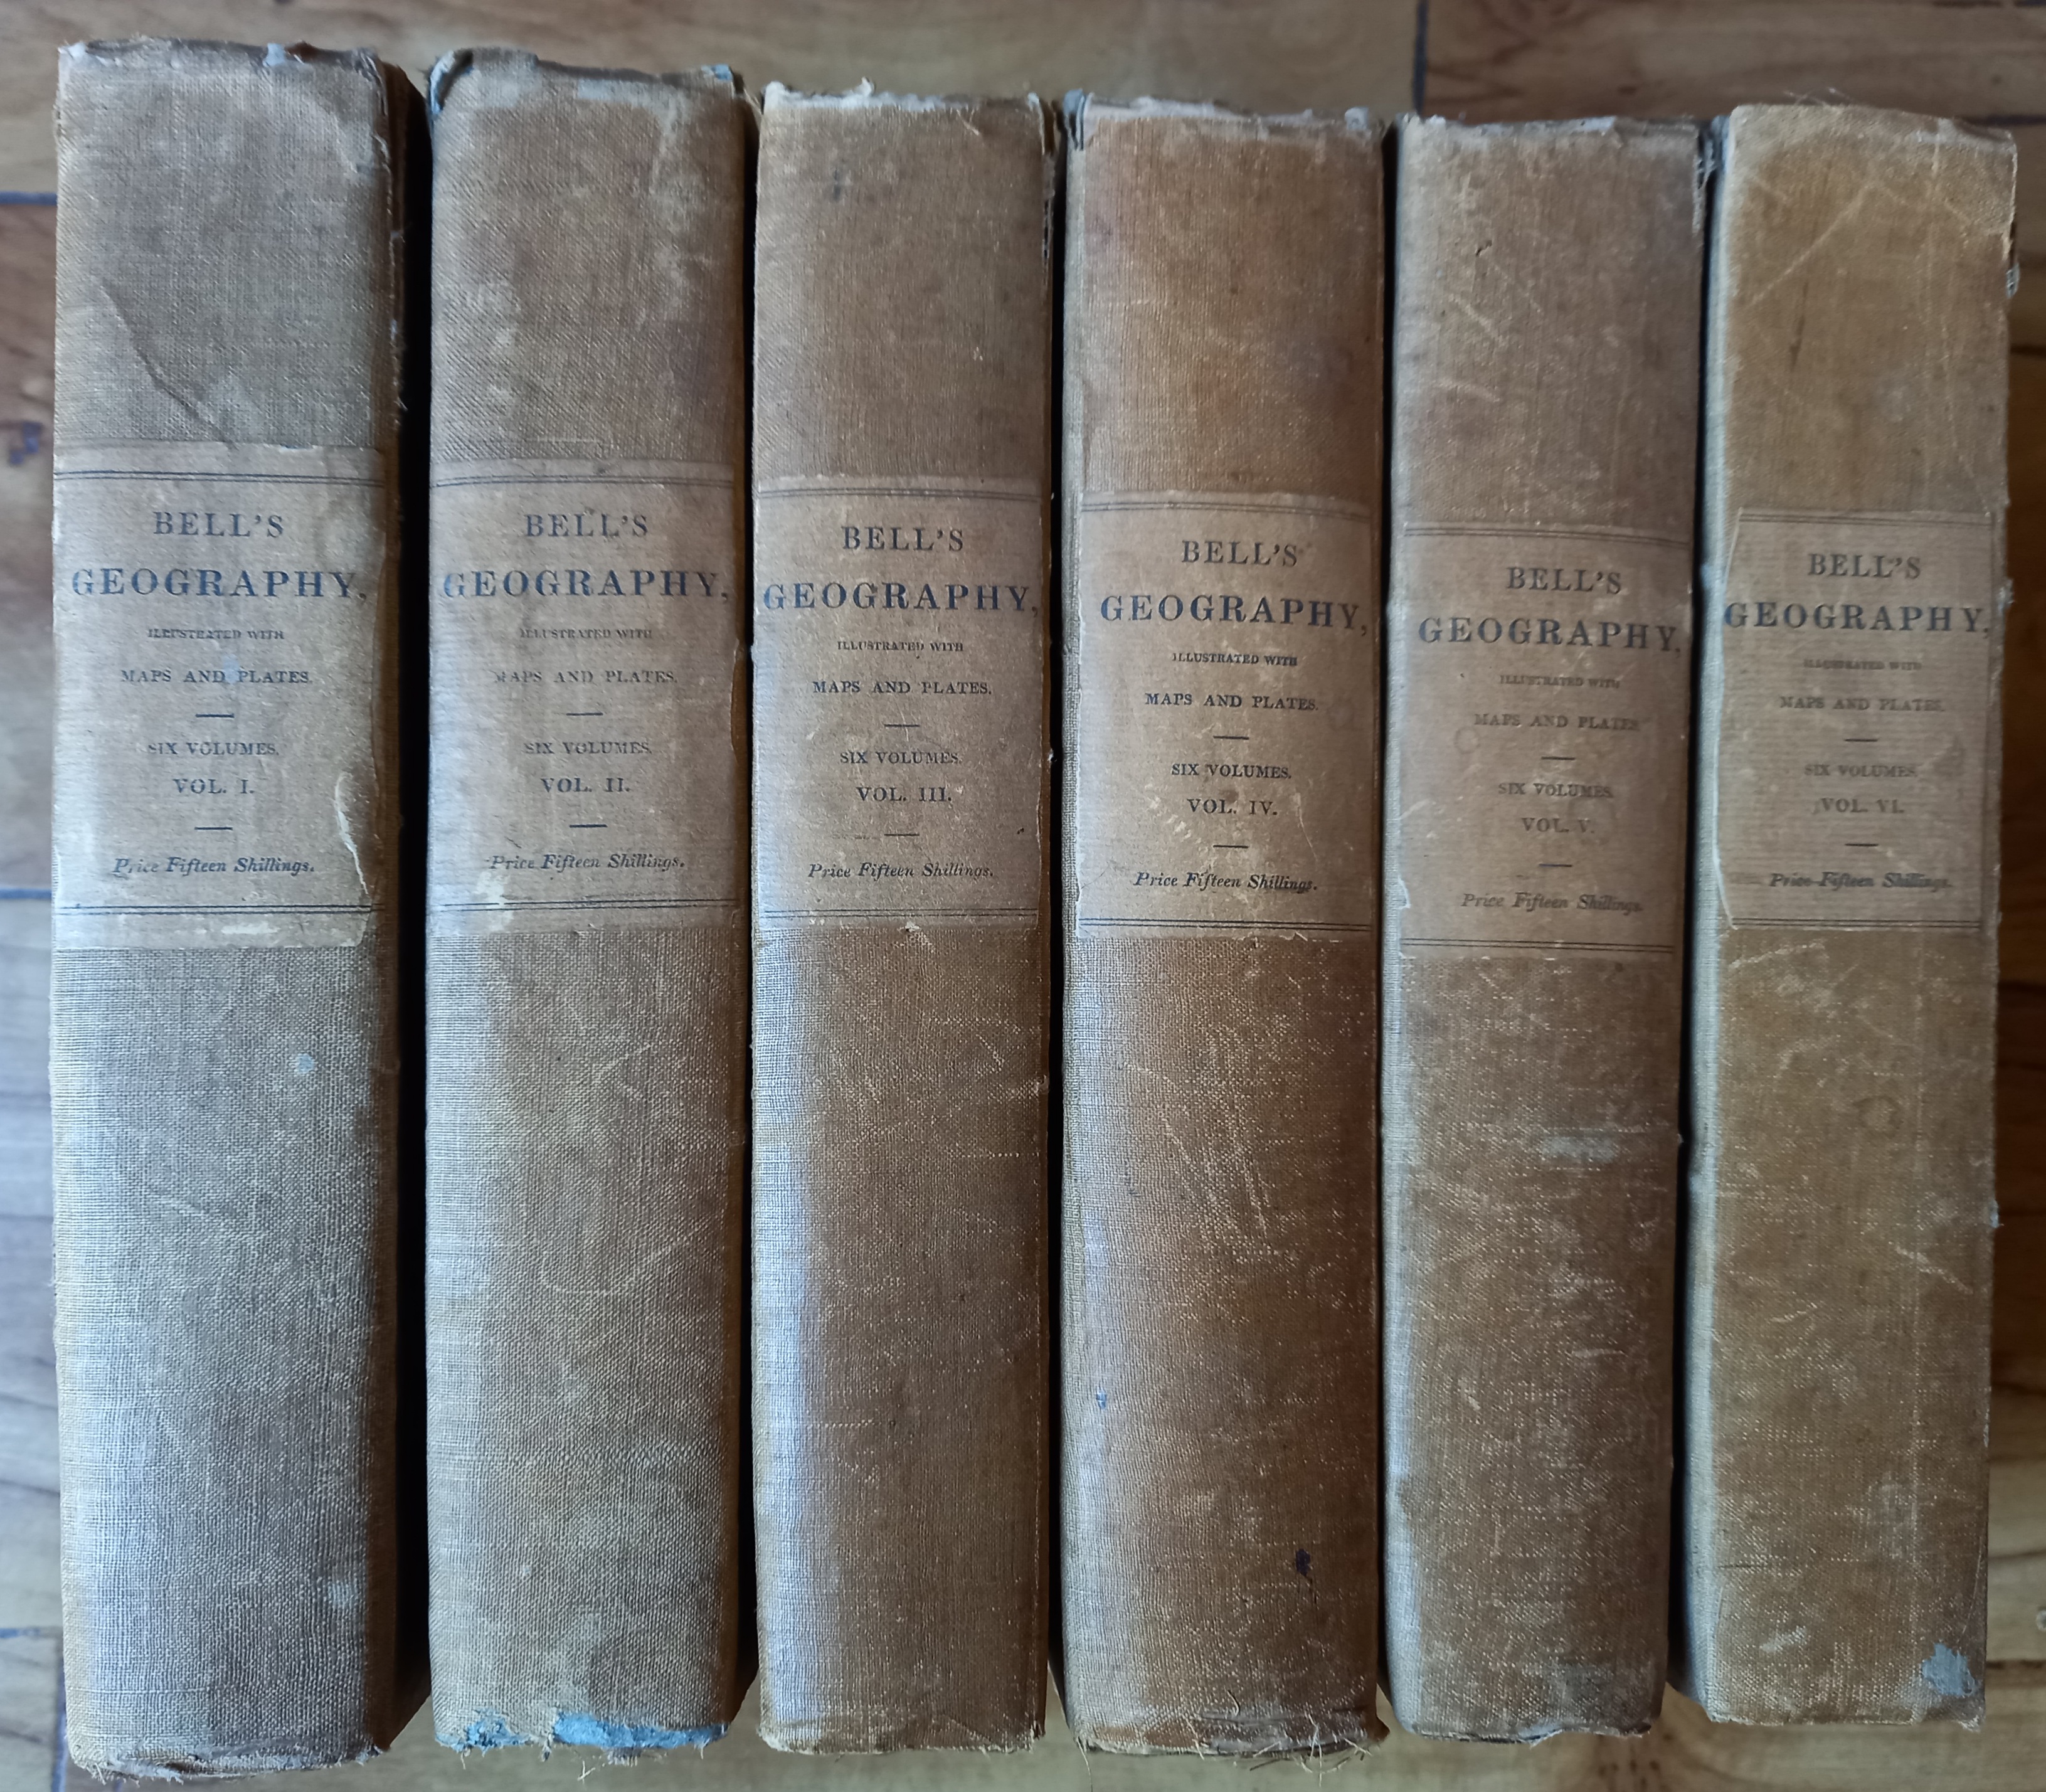 BELL'S
GEOGRAPHY,
ILLUSTRATED WITH
MAPS AND PLATES.
SIX VOLUMES.
VOL. I.
Price Fifteen Shillings.
BELL'S
GEOGRAPHY,
ILLUSTRATED WITH
MAPS AND PLATES.
SIX VOLUMES.
VOL. II.
Price Fifteen Shillings.
BELL'S
GEOGRAPHY,
ILLUSTRATED WITH
MAPS AND PLATES.
SIX VOLUMES.
VOL. III.
Price Fifteen Shillings.
BELL'S
GEOGRAPHY,
ILLUSTRATED WITH
MAPS AND PLATES.
SIX VOLUMES.
VOL. IV.
Price Fifteen Shillings.
BELL'S
GEOGRAPHY,
ILLUSTRATED WITH
MAPS AND PLATES.
SIX VOLUMES.
VOL. V.
Price Fifteen Shillings.
BELL'S
GEOGRAPHY,
ILLUSTRATED WITH
MAPS AND PLATES.
SIX VOLUMES.
VOL. VI.
Price Fifteen Shillings.